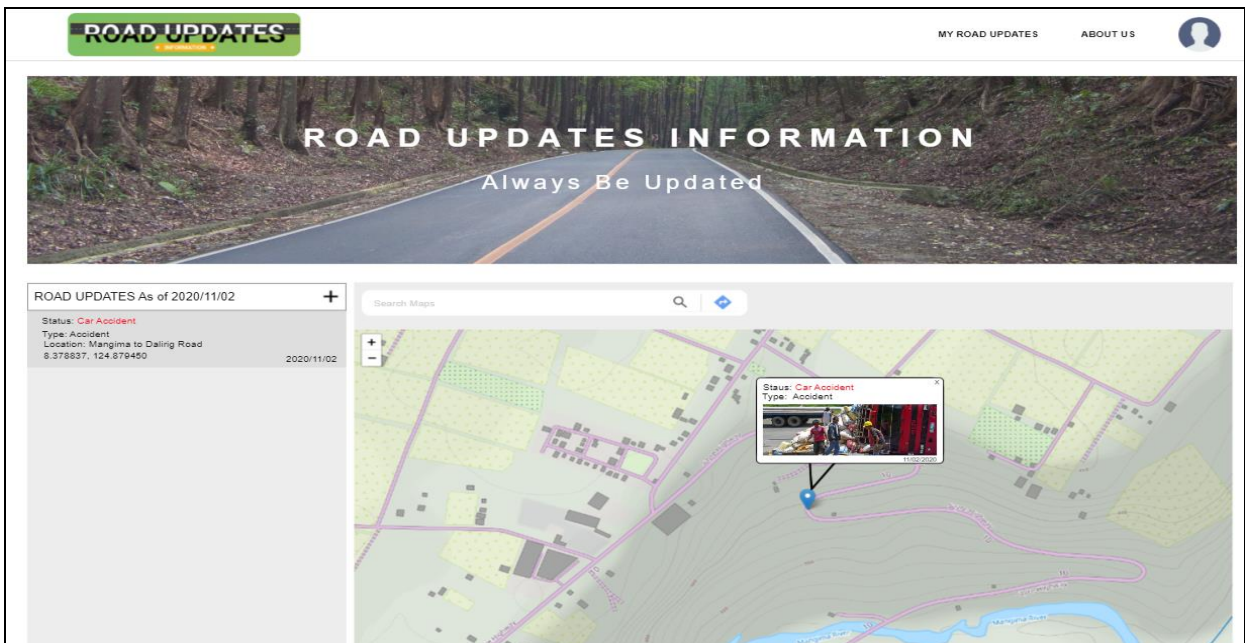 ROAD UPDATES
INFORMATION
MY ROAD UPDATES
ABOUT US
ROAD UPDATES INFORMATION
Always Be Updated
ROAD UPDATES As of 2020/11/02
+
Status: Car Accident
Type: Accident
Location: Mangima to Dalirig Road
8.378837, 124.879450
2020/11/02
Search Maps
+
−
Staus: Car Accident
x
Type: Accident
11/02/2020